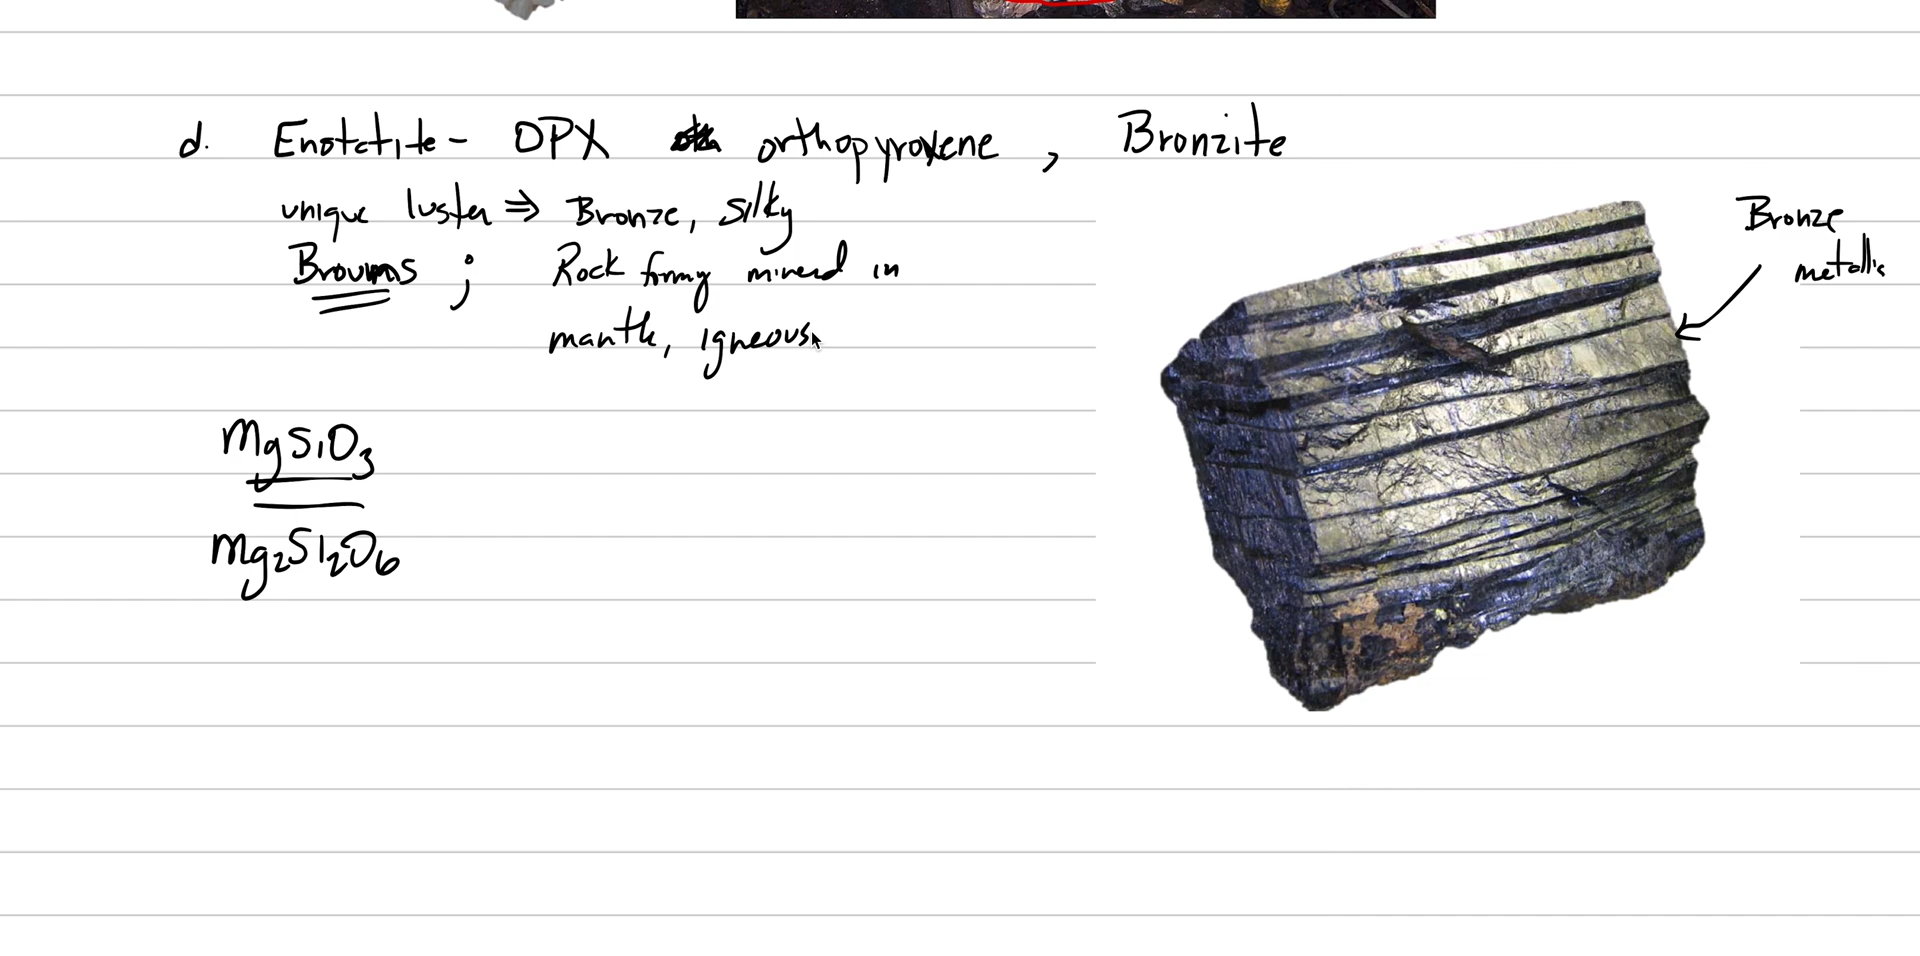 d. Enstatite - OPX orthopyroxene, Bronzite
unique luster ⇒ Bronze, silky
Browns ; Rock forming mineral in
mantle, igneous
Bronze
metallic
MgSiO3
Mg2Si2O6